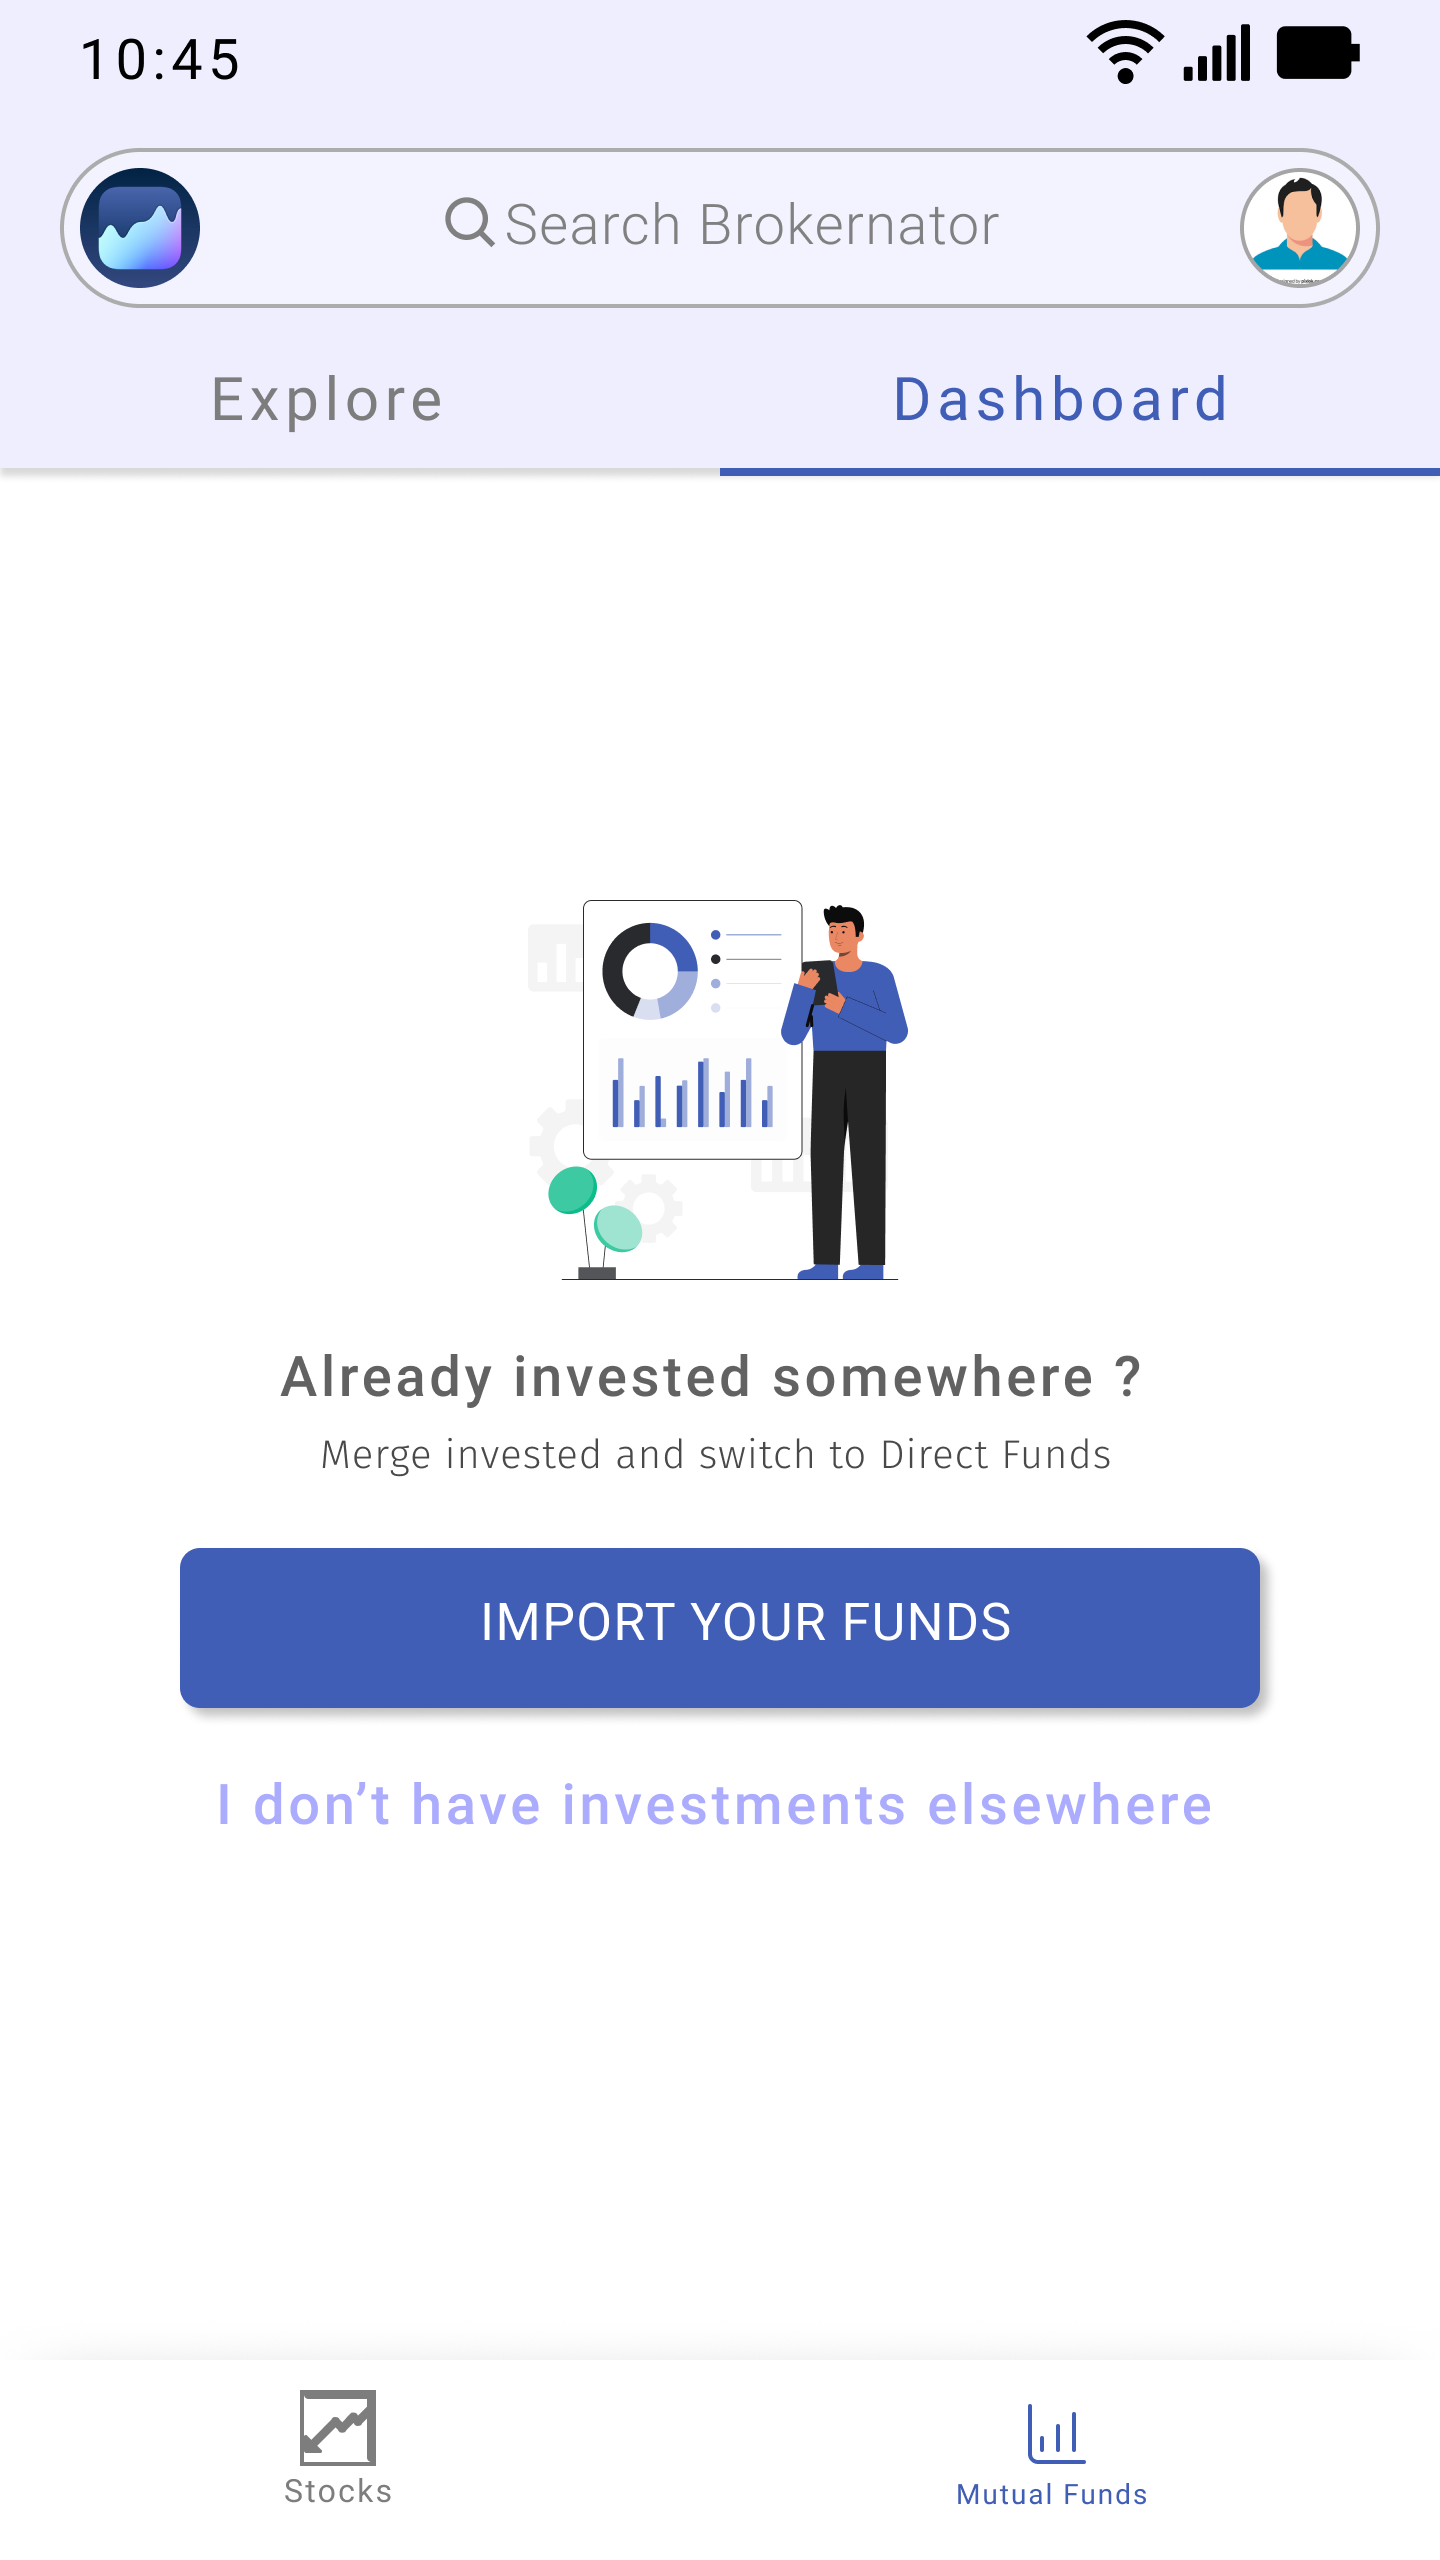 10:45
Search Brokernator
Explore
Dashboard
Already invested somewhere ?
Merge invested and switch to Direct Funds
IMPORT YOUR FUNDS
I don’t have investments elsewhere
Stocks
Mutual Funds